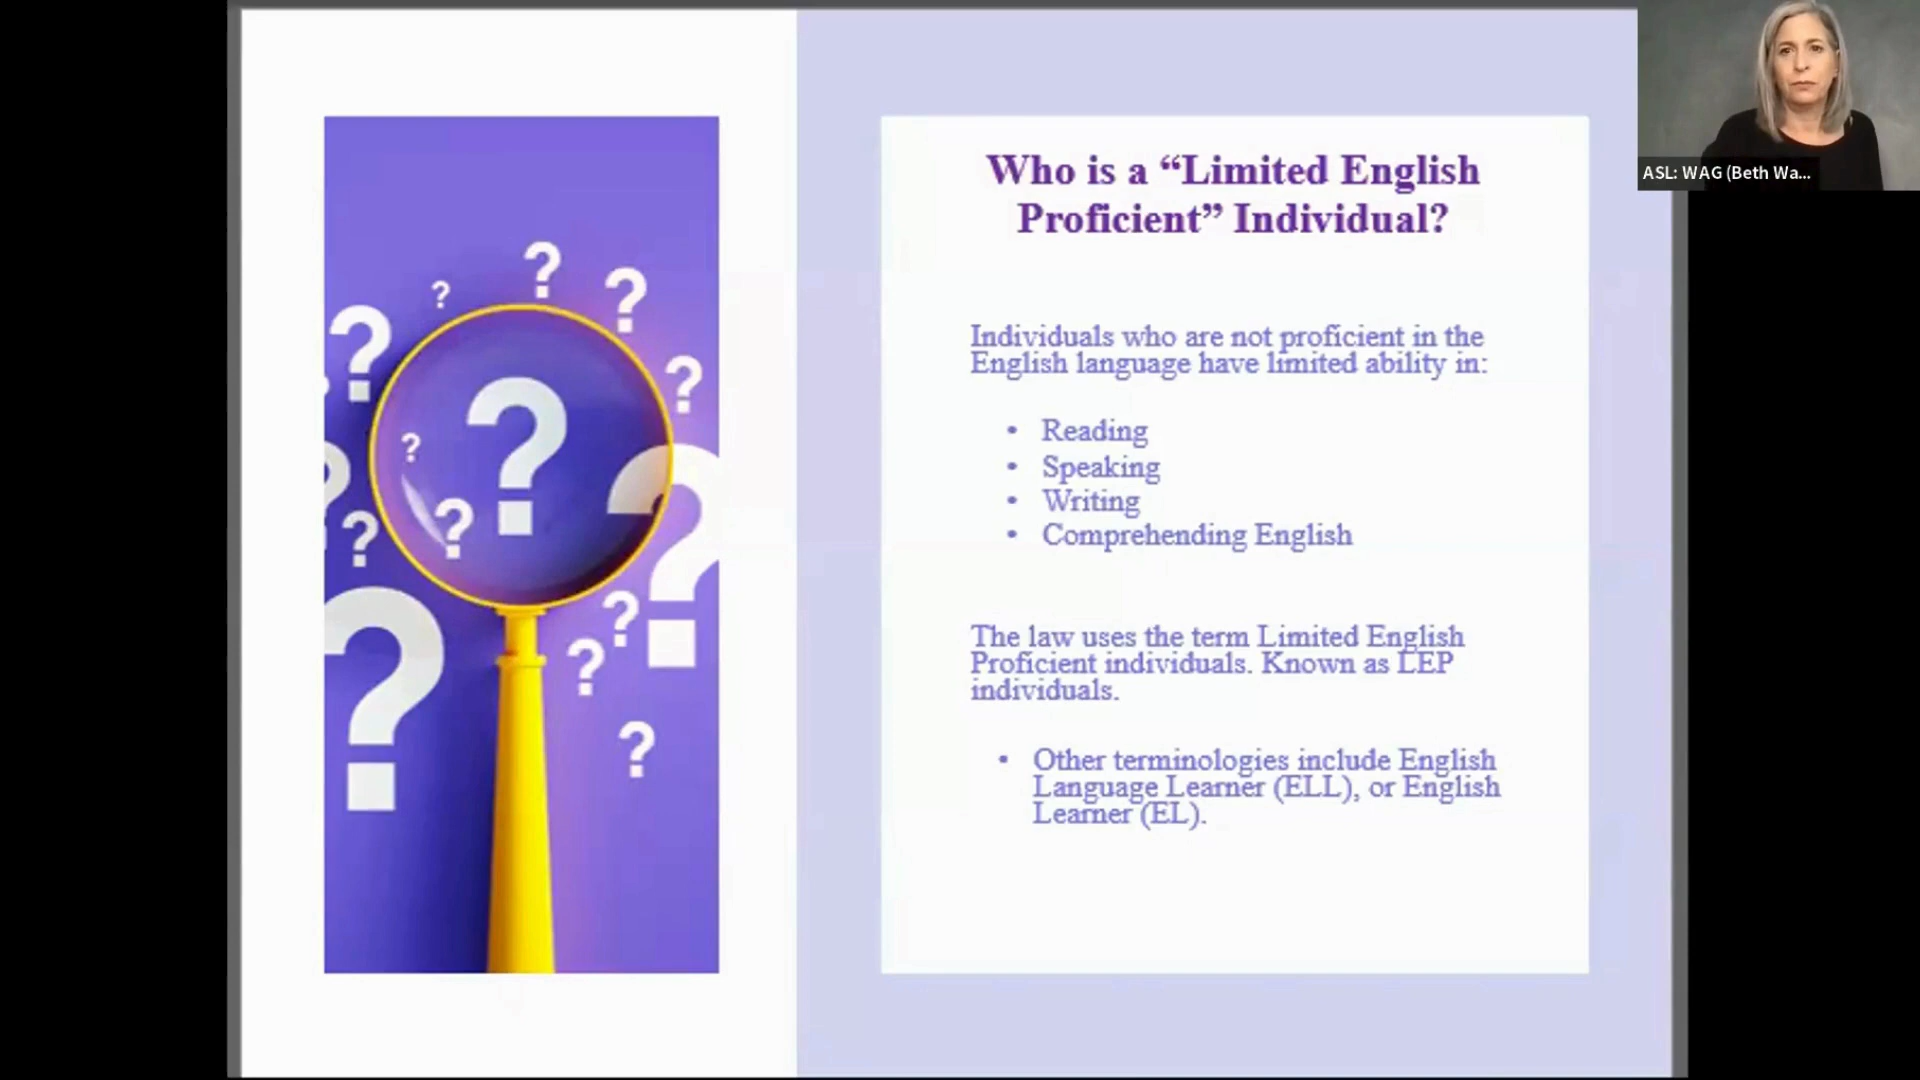 Who is a “Limited English
Proficient” Individual?
Individuals who are not proficient in the
English language have limited ability in:
• Reading
• Speaking
• Writing
• Comprehending English
The law uses the term Limited English
Proficient individuals. Known as LEP
individuals.
• Other terminologies include English
Language Learner (ELL), or English
Learner (EL).
ASL: WAG (Beth Wa...